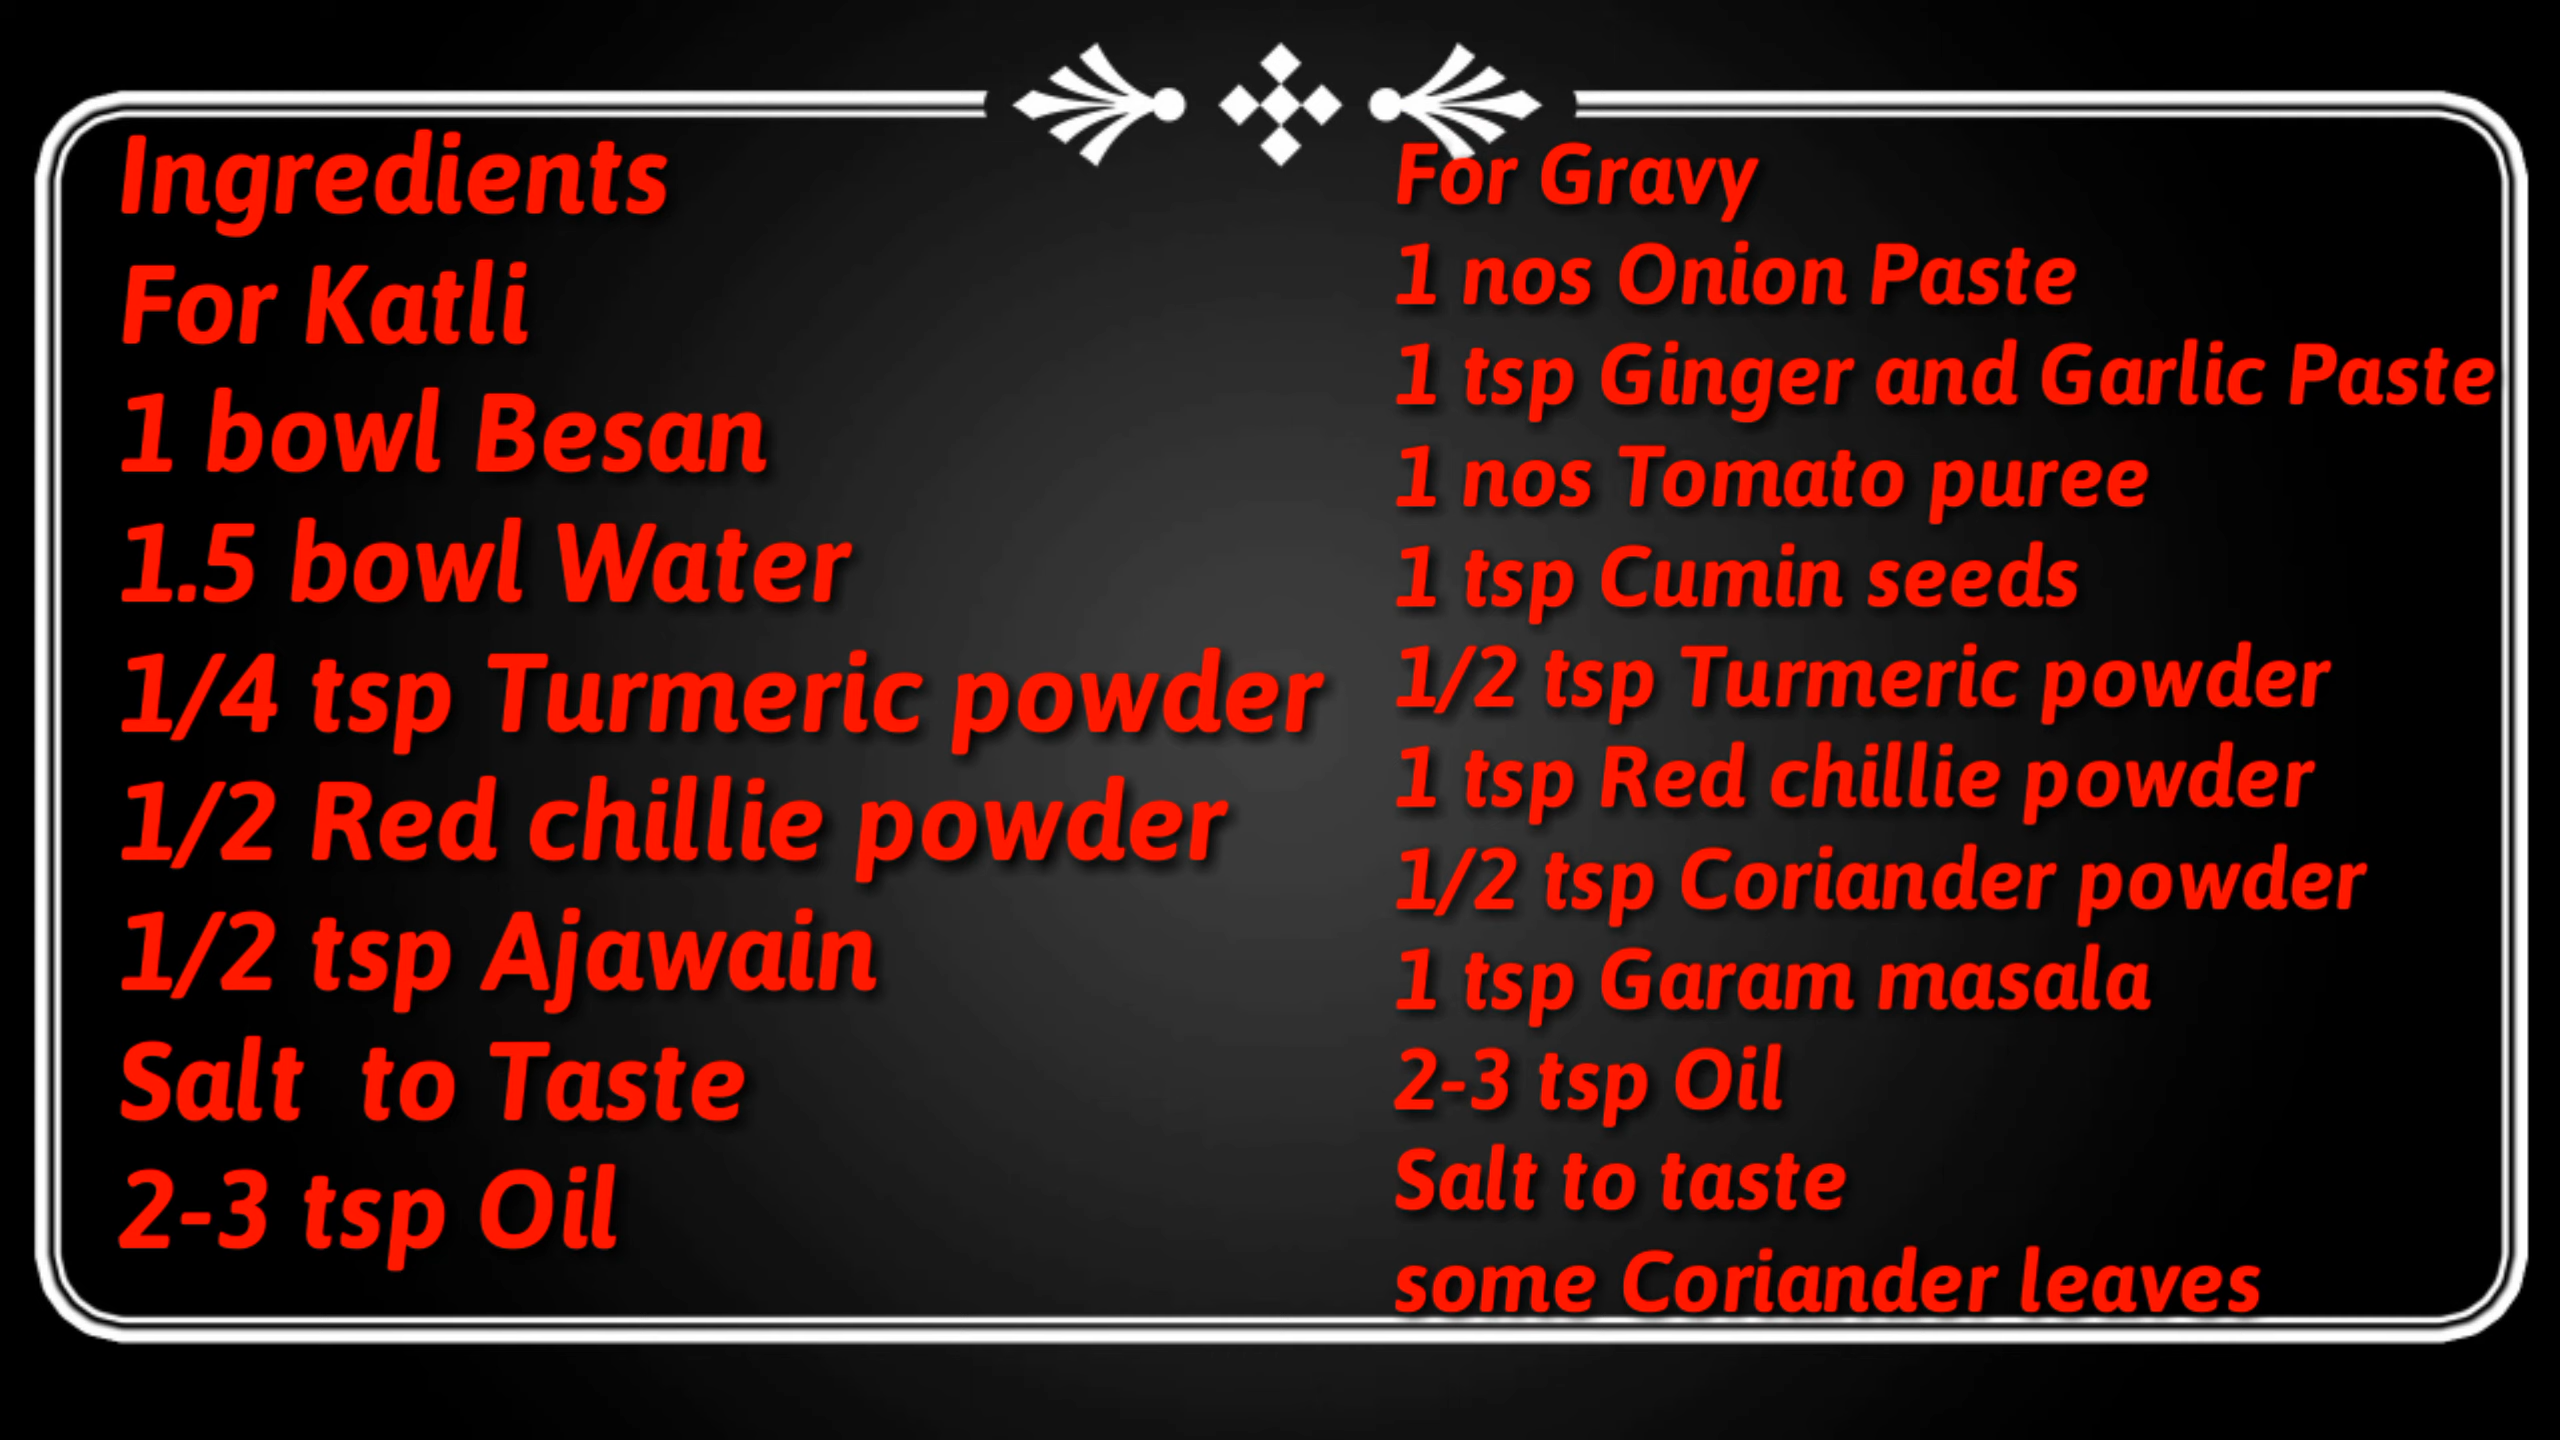 Ingredients
For Katli
1 bowl Besan
1.5 bowl Water
1/4 tsp Turmeric powder
1/2 Red chillie powder
1/2 tsp Ajawain
Salt  to Taste
2-3 tsp Oil
For Gravy
1 nos Onion Paste
1 tsp Ginger and Garlic Paste
1 nos Tomato puree
1 tsp Cumin seeds
1/2 tsp Turmeric powder
1 tsp Red chillie powder
1/2 tsp Coriander powder
1 tsp Garam masala
2-3 tsp Oil
Salt to taste
some Coriander leaves